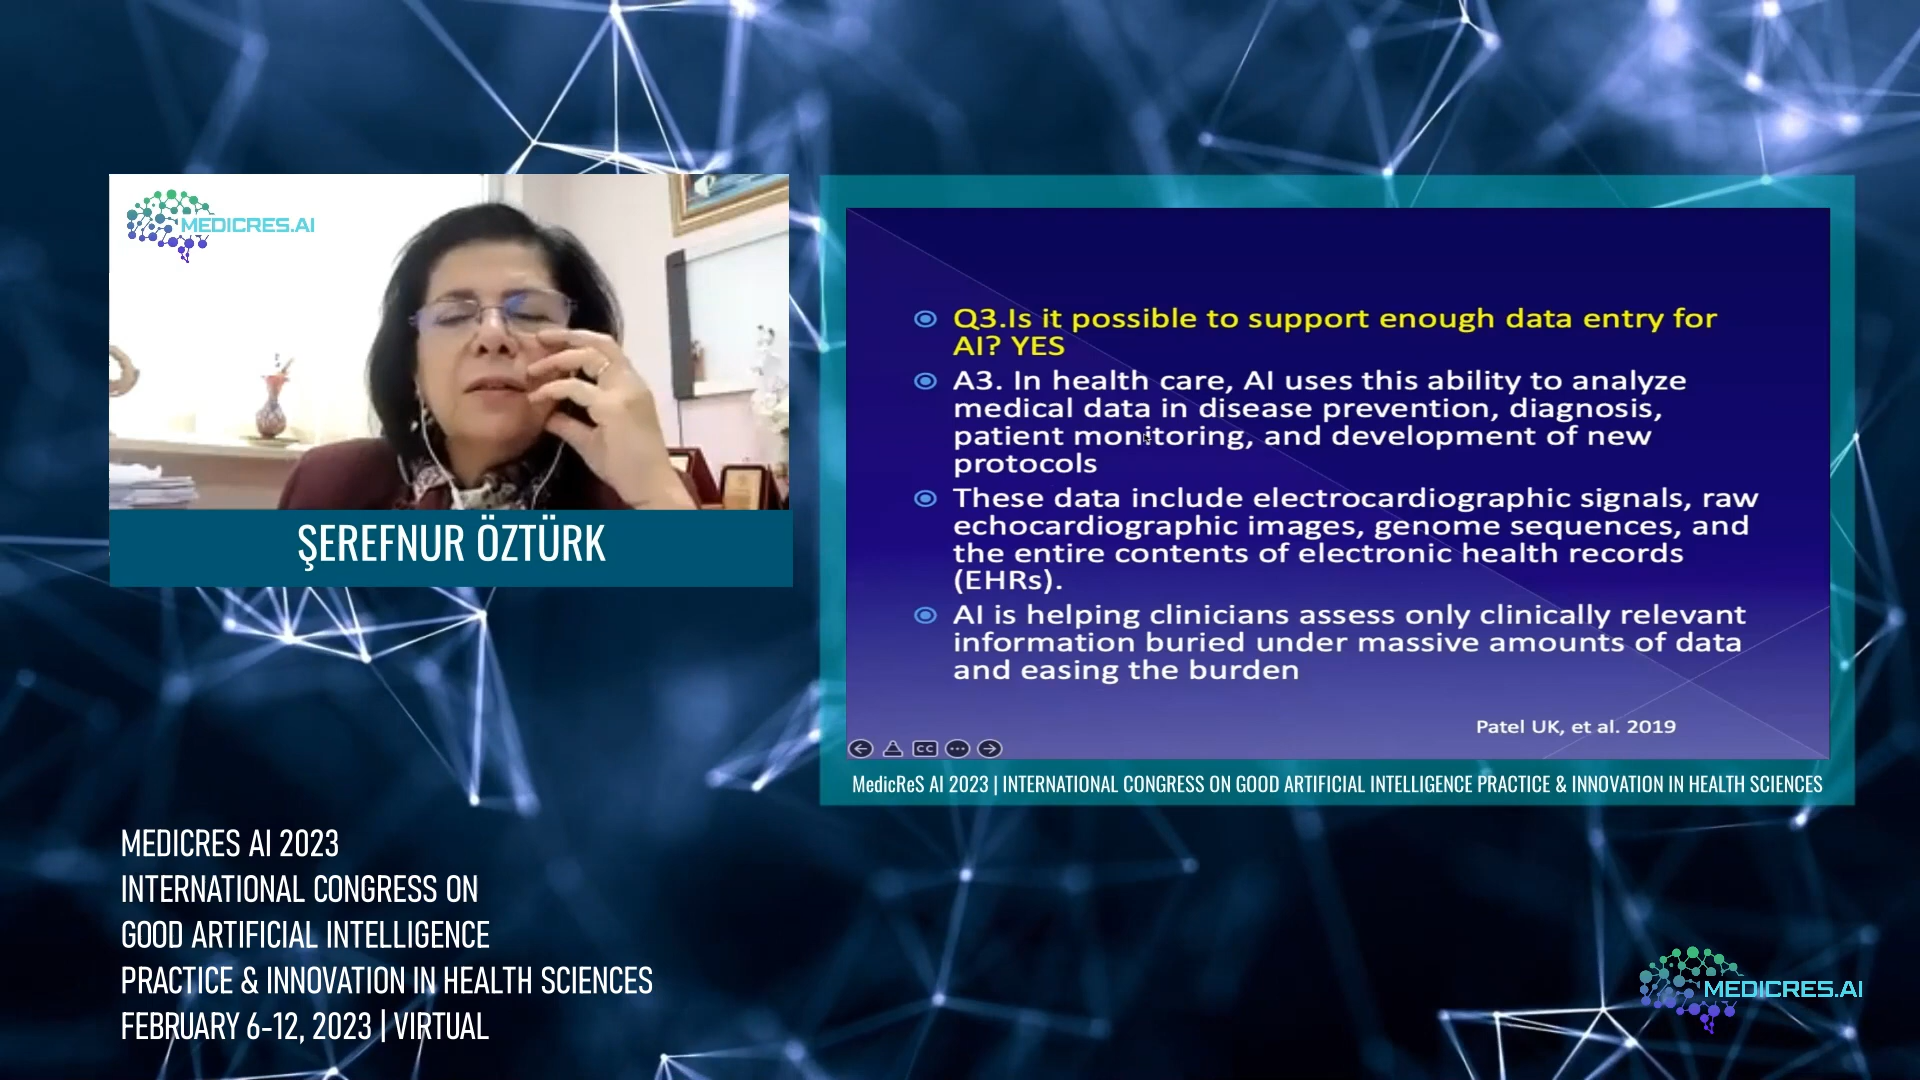 MEDICRES.AI
ŞEREFNUR ÖZTÜRK
Q3.Is it possible to support enough data entry for
AI? YES
A3. In health care, AI uses this ability to analyze
medical data in disease prevention, diagnosis,
patient monitoring, and development of new
protocols
These data include electrocardiographic signals, raw
echocardiographic images, genome sequences, and
the entire contents of electronic health records
(EHRs).
AI is helping clinicians assess only clinically relevant
information buried under massive amounts of data
and easing the burden
Patel UK, et al. 2019
CC
MedicReS AI 2023 | INTERNATIONAL CONGRESS ON GOOD ARTIFICIAL INTELLIGENCE PRACTICE & INNOVATION IN HEALTH SCIENCES
MEDICRES AI 2023
INTERNATIONAL CONGRESS ON
GOOD ARTIFICIAL INTELLIGENCE
PRACTICE & INNOVATION IN HEALTH SCIENCES
FEBRUARY 6-12, 2023 | VIRTUAL
MEDICRES.AI